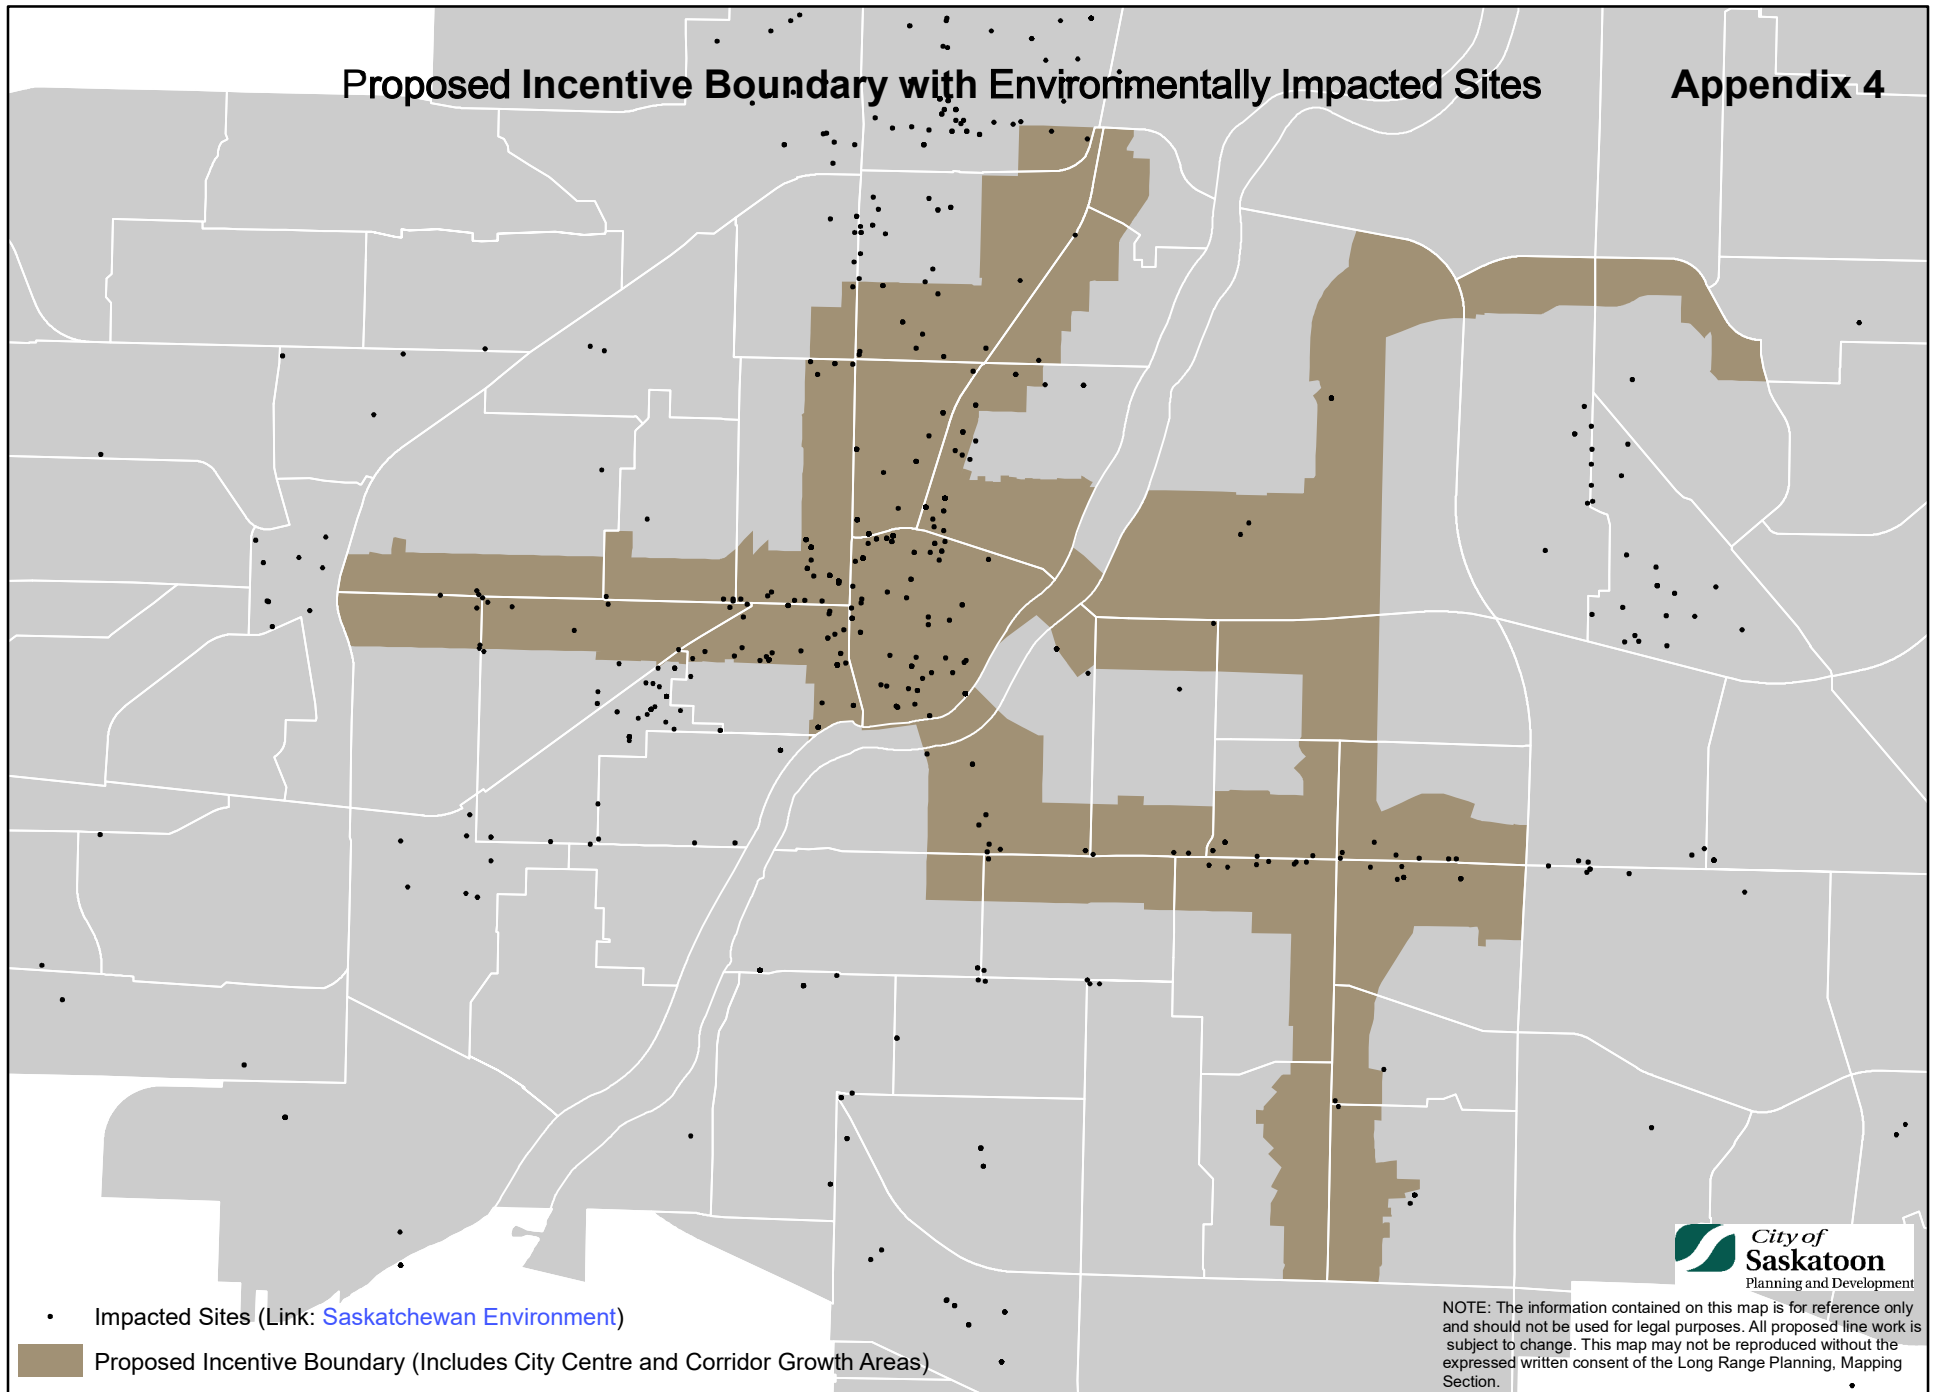 Proposed Incentive Boundary with Environmentally Impacted Sites
Appendix 4
Impacted Sites (Link: Saskatchewan Environment)
Proposed Incentive Boundary (Includes City Centre and Corridor Growth Areas)
City of
Saskatoon
Planning and Development
NOTE: The information contained on this map is for reference only
and should not be used for legal purposes. All proposed line work is
subject to change. This map may not be reproduced without the
expressed written consent of the Long Range Planning, Mapping
Section.